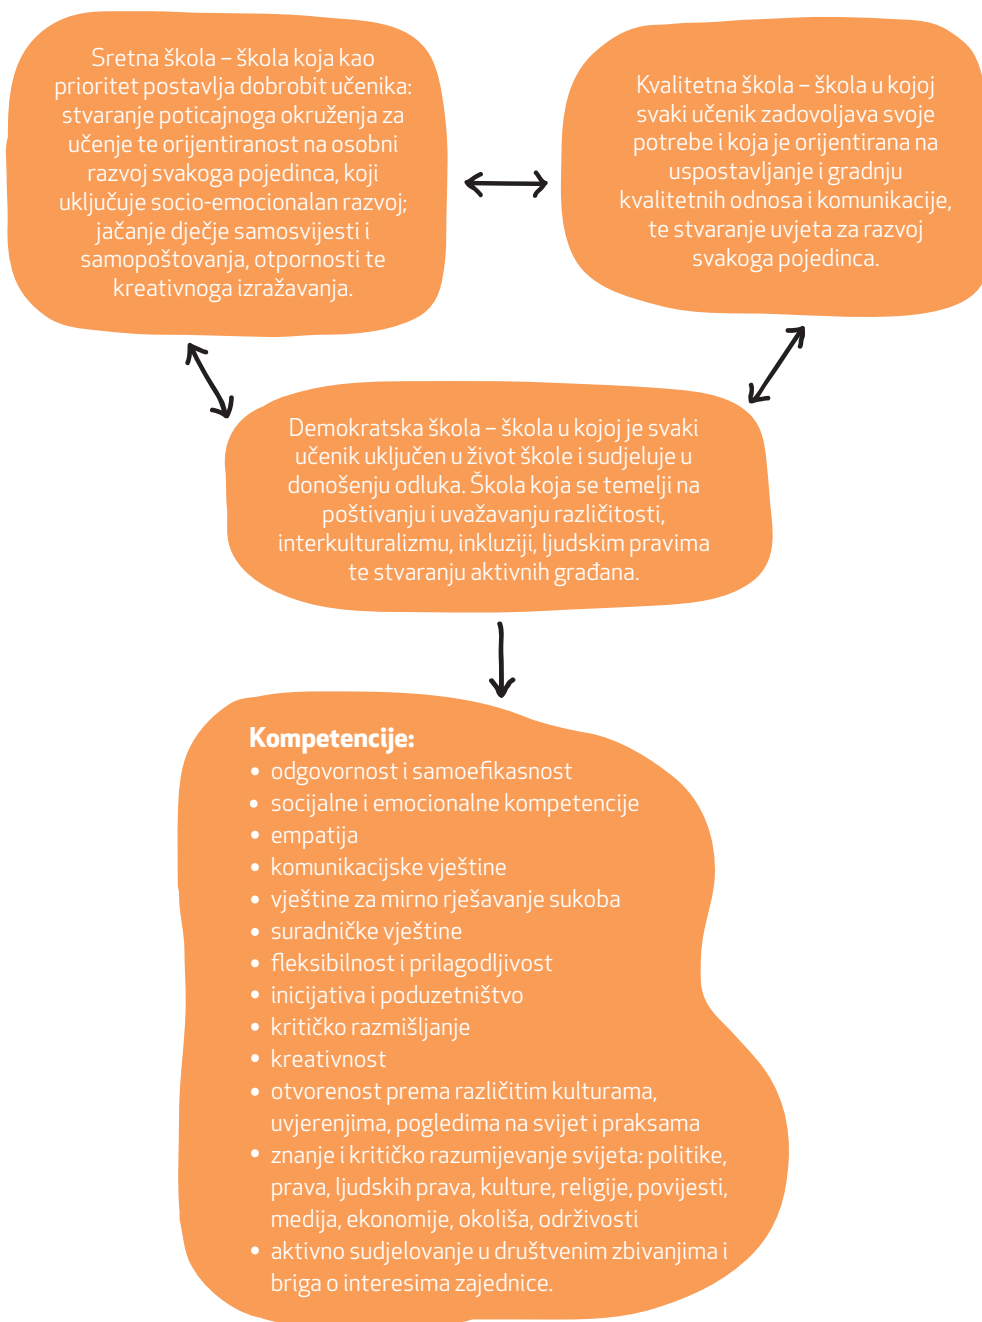 Sretna škola – škola koja kao
prioritet postavlja dobrobit učenika:
stvaranje poticajnoga okruženja za
učenje te orijentiranost na osobni
razvoj svakoga pojedinca, koji
uključuje socio-emocionalan razvoj;
jačanje dječje samosvijesti i
samopoštovanja, otpornosti te
kreativnoga izražavanja.
Kvalitetna škola – škola u kojoj
svaki učenik zadovoljava svoje
potrebe i koja je orijentirana na
uspostavljanje i gradnju
kvalitetnih odnosa i komunikacije,
te stvaranje uvjeta za razvoj
svakoga pojedinca.
Demokratska škola – škola u kojoj je svaki
učenik uključen u život škole i sudjeluje u
donošenju odluka. Škola koja se temelji na
poštivanju i uvažavanju različitosti,
interkulturalizmu, inkluziji, ljudskim pravima
te stvaranju aktivnih građana.
Kompetencije:
• odgovornost i samoefikasnost
• socijalne i emocionalne kompetencije
• empatija
• komunikacijske vještine
• vještine za mirno rješavanje sukoba
• suradničke vještine
• fleksibilnost i prilagodljivost
• inicijativa i poduzetništvo
• kritičko razmišljanje
• kreativnost
• otvorenost prema različitim kulturama,
uvjerenjima, pogledima na svijet i praksama
• znanje i kritičko razumijevanje svijeta: politike,
prava, ljudskih prava, kulture, religije, povijesti,
medija, ekonomije, okoliša, održivosti
• aktivno sudjelovanje u društvenim zbivanjima i
briga o interesima zajednice.